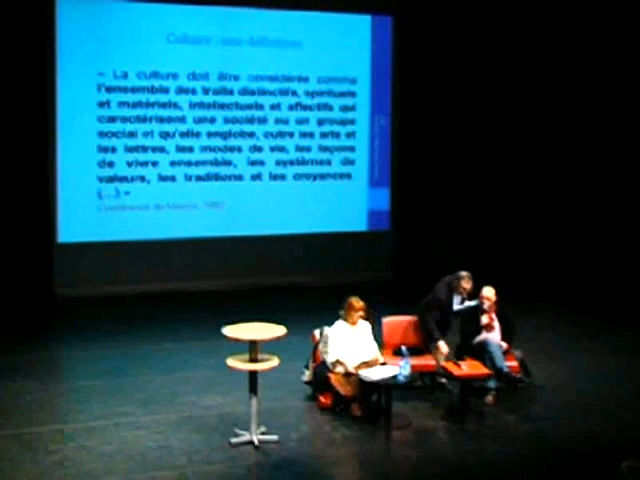 Culture : une définition
« La culture doit être considérée comme
l'ensemble des traits distinctifs, spirituels
et matériels, intellectuels et affectifs qui
caractérisent une société ou un groupe
social et qu'elle englobe, outre les arts et
les lettres, les modes de vie, les façons
de vivre ensemble, les systèmes de
valeurs, les traditions et les croyances.
(...) »
Conférence de Mexico, 1982